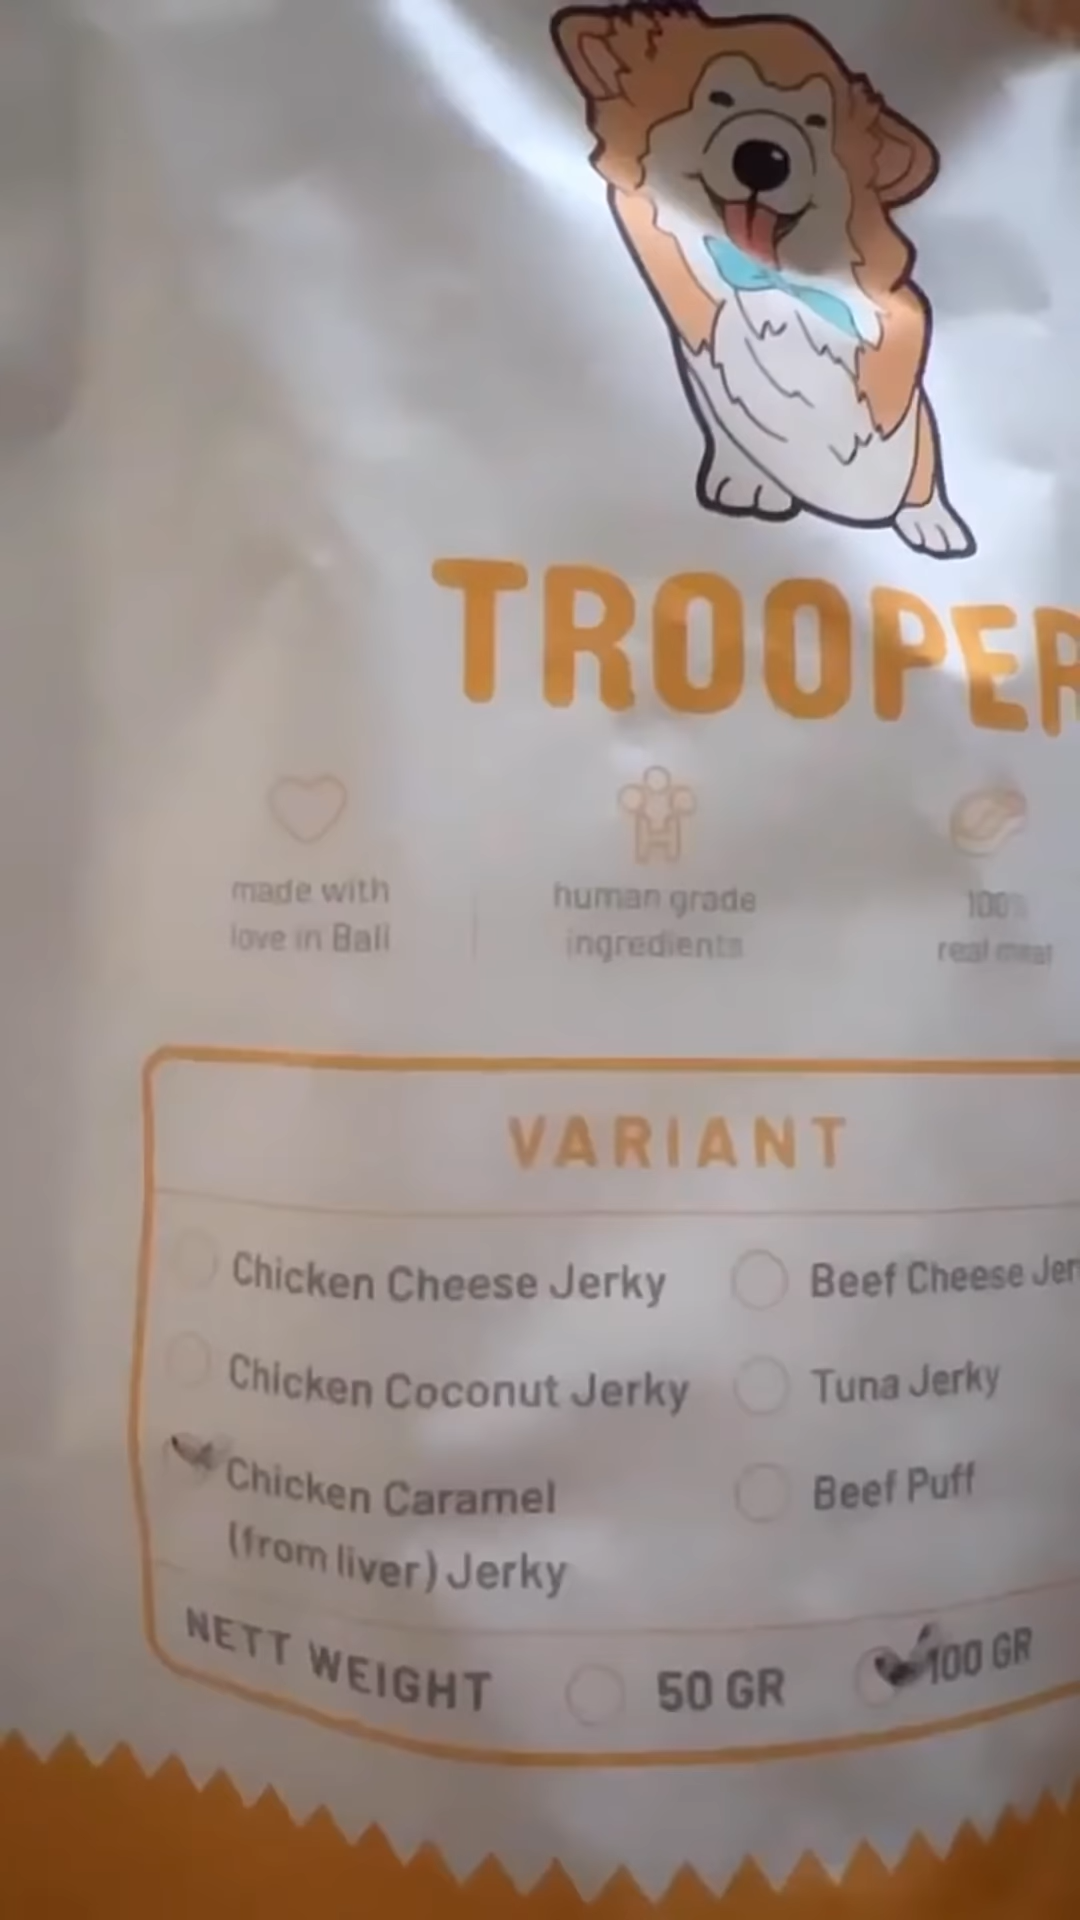 TROOPER
made with
love in Bali
human grade
ingredients
100%
real meat
VARIANT
Chicken Cheese Jerky
Chicken Coconut Jerky
Chicken Caramel
(from liver) Jerky
Beef Cheese Jer
Tuna Jerky
Beef Puff
NETT WEIGHT
50 GR
100 GR